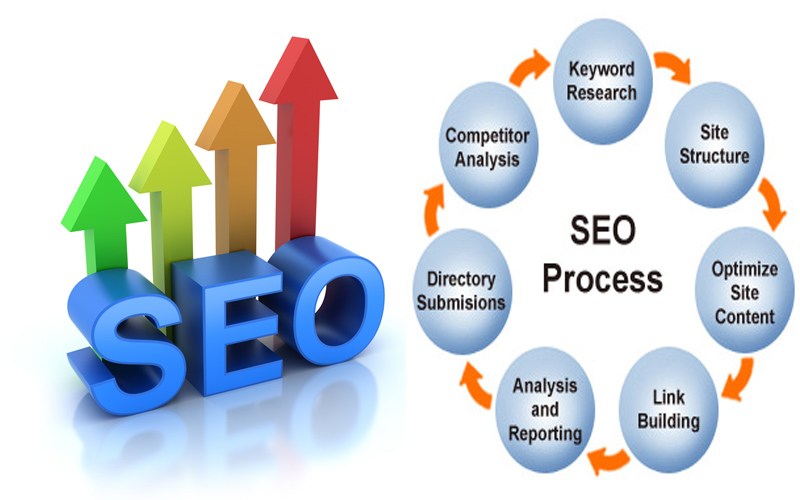 SEO
Keyword
Research
Site
Structure
Optimize
Site
Content
Link
Building
Analysis
and
Reporting
Directory
Submisions
Competitor
Analysis
SEO
Process